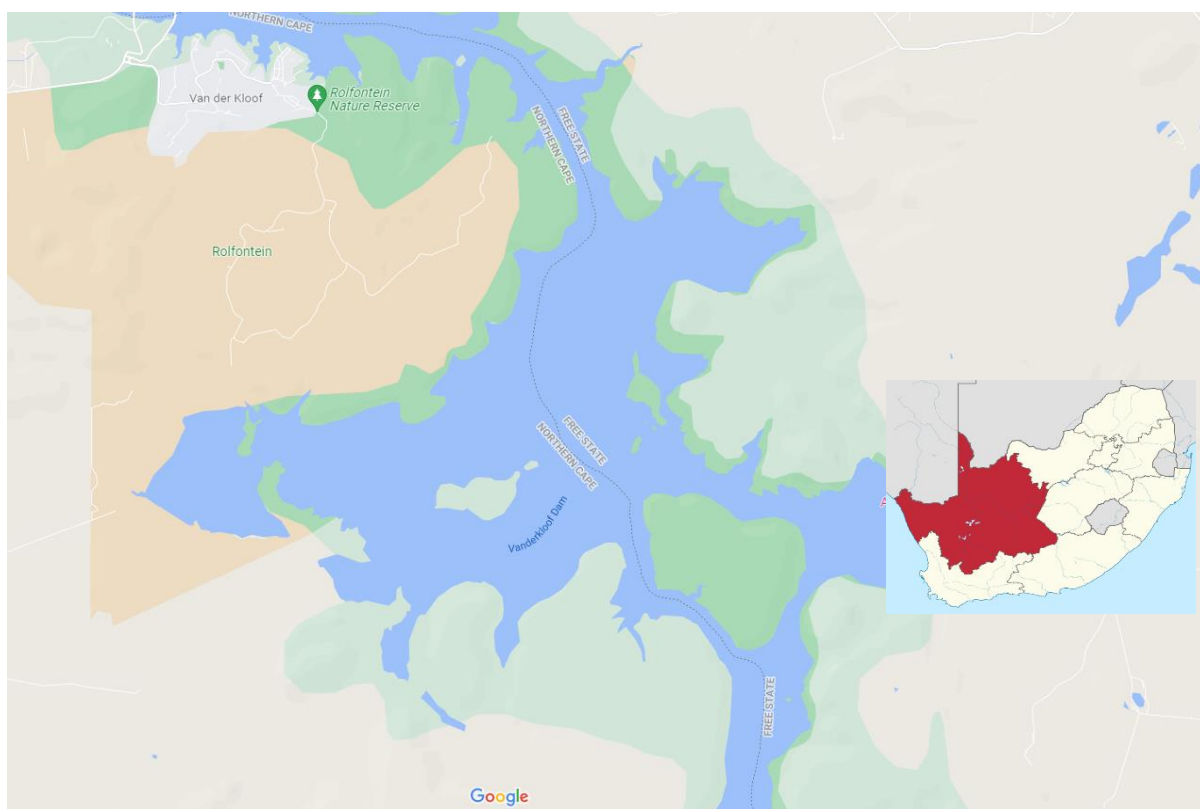 NORTHERN CAPE
Van der Kloof
Rolfontein
Nature Reserve
FREE STATE
NORTHERN CAPE
Rolfontein
FREE STATE
NORTHERN CAPE
Vanderkloof Dam
A
FREE STATE
Google